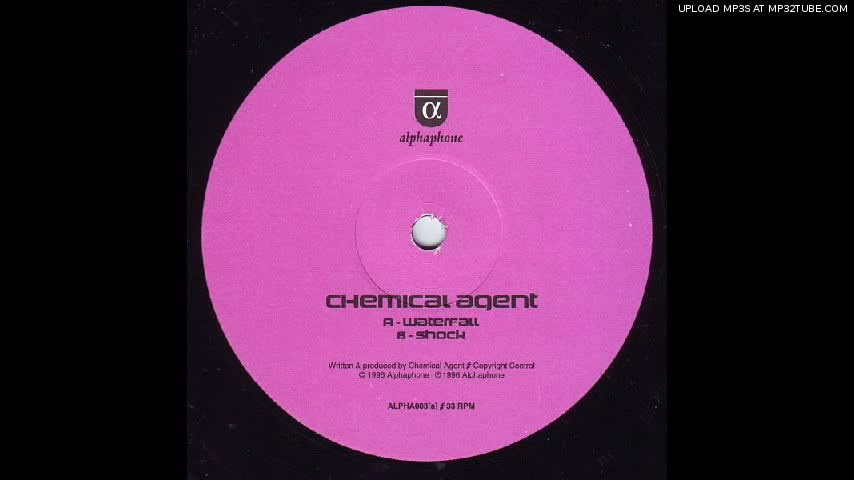 UPLOAD MP3S AT MP32TUBE.COM
α
alphaphone
chemical agent
A - waterfall
B - shock
Written & produced by Chemical Agent // Copyright Control
© 1996 Alphaphone ℗ 1996 Alphaphone
ALPHA003[a] // 33 RPM